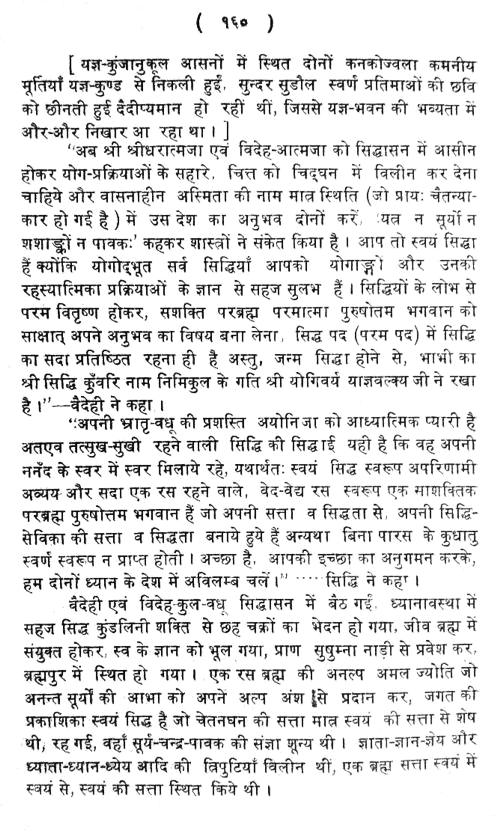 ( १६० )
[ यज्ञ-कुंजानुकूल आसनों में स्थित दोनों कनकोज्वला कमनीय
मूर्तियाँ यज्ञ-कुण्ड से निकली हुई, सुन्दर सुडौल स्वर्ण प्रतिमाओं की छवि
को छीनती हुई दैदीप्यमान हो रहीं थीं, जिससे यज्ञ-भवन की भव्यता में
और-और निखार आ रहा था । ]
"अब श्री श्रीधरात्मजा एवं विदेह-आत्मजा को सिद्धासन में आसीन
होकर योग-प्रक्रियाओं के सहारे, चित्त को चिद्घन में विलीन कर देना
चाहिये और वासनाहीन अस्मिता की नाम मात्र स्थिति (जो प्रायः चैतन्या-
कार हो गई है ) में उस देश का अनुभव दोनों करें, 'यत्र न सूर्यो न
शशाङ्को न पावकः' कहकर शास्त्रों ने संकेत किया है । आप तो स्वयं सिद्धा
हैं क्योंकि योगोद्भूत सर्व सिद्धियाँ आपको योगाङ्गों और उनकी
रहस्यात्मिका प्रक्रियाओं के ज्ञान से सहज सुलभ हैं । सिद्धियों के लोभ से
परम वितृष्ण होकर, सशक्ति परब्रह्म परमात्मा पुरुषोतम भगवान को
साक्षात् अपने अनुभव का विषय बना लेना, सिद्ध पद (परम पद) में सिद्धि
का सदा प्रतिष्ठित रहना ही है अस्तु, जन्म सिद्धा होने से, भाभी का
श्री सिद्धि कुँवरि नाम निमिकुल के गति श्री योगिवर्य याज्ञवल्क्य जी ने रखा
है ।"—वैदेही ने कहा ।
"अपनी भ्रातृ-वधू की प्रशस्ति अयोनिजा को आध्यात्मिक प्यारी है
अतएव तत्सुख-सुखी रहने वाली सिद्धि की सिद्धाई यही है कि वह अपनी
ननँद के स्वर में स्वर मिलाये रहे, यथार्थतः स्वयं सिद्ध स्वरूप अपरिणामी
अव्यय और सदा एक रस रहने वाले, वेद-वेद्य रस स्वरूप एक माशक्तिक
परब्रह्म पुरुषोत्तम भगवान हैं जो अपनी सत्ता व सिद्धता से, अपनी सिद्धि-
सेविका की सत्ता व सिद्धता बनाये हुये हैं अन्यथा बिना पारस के कुधातु
स्वर्ण स्वरूप न प्राप्त होती । अच्छा है, आपकी इच्छा का अनुगमन करके,
हम दोनों ध्यान के देश में अविलम्ब चलें ।" ····· सिद्धि ने कहा ।
वैदेही एवं विदेह-कुल-वधू सिद्धासन में बैठ गई, ध्यानावस्था में
सहज सिद्ध कुंडलिनी शक्ति से छह चक्रों का भेदन हो गया, जीव ब्रह्म में
संयुक्त होकर, स्व के ज्ञान को भूल गया, प्राण सुषुम्ना नाड़ी से प्रवेश कर,
ब्रह्मपुर में स्थित हो गया । एक रस ब्रह्म की अनल्प अमल ज्योति जो
अनन्त सूर्यों की आभा को अपने अल्प अंश से प्रदान कर, जगत की
प्रकाशिका स्वयं सिद्ध है जो चेतनघन की सत्ता मात्र स्वयं की सत्ता से शेष
थी, रह गई, वहाँ सूर्य-चन्द्र-पावक की संज्ञा शून्य थी । ज्ञाता-ज्ञान-ज्ञेय और
ध्याता-ध्यान-ध्येय आदि की त्रिपुटियाँ विलीन थीं, एक ब्रह्म सत्ता स्वयं में
स्वयं से, स्वयं की सत्ता स्थित किये थी ।